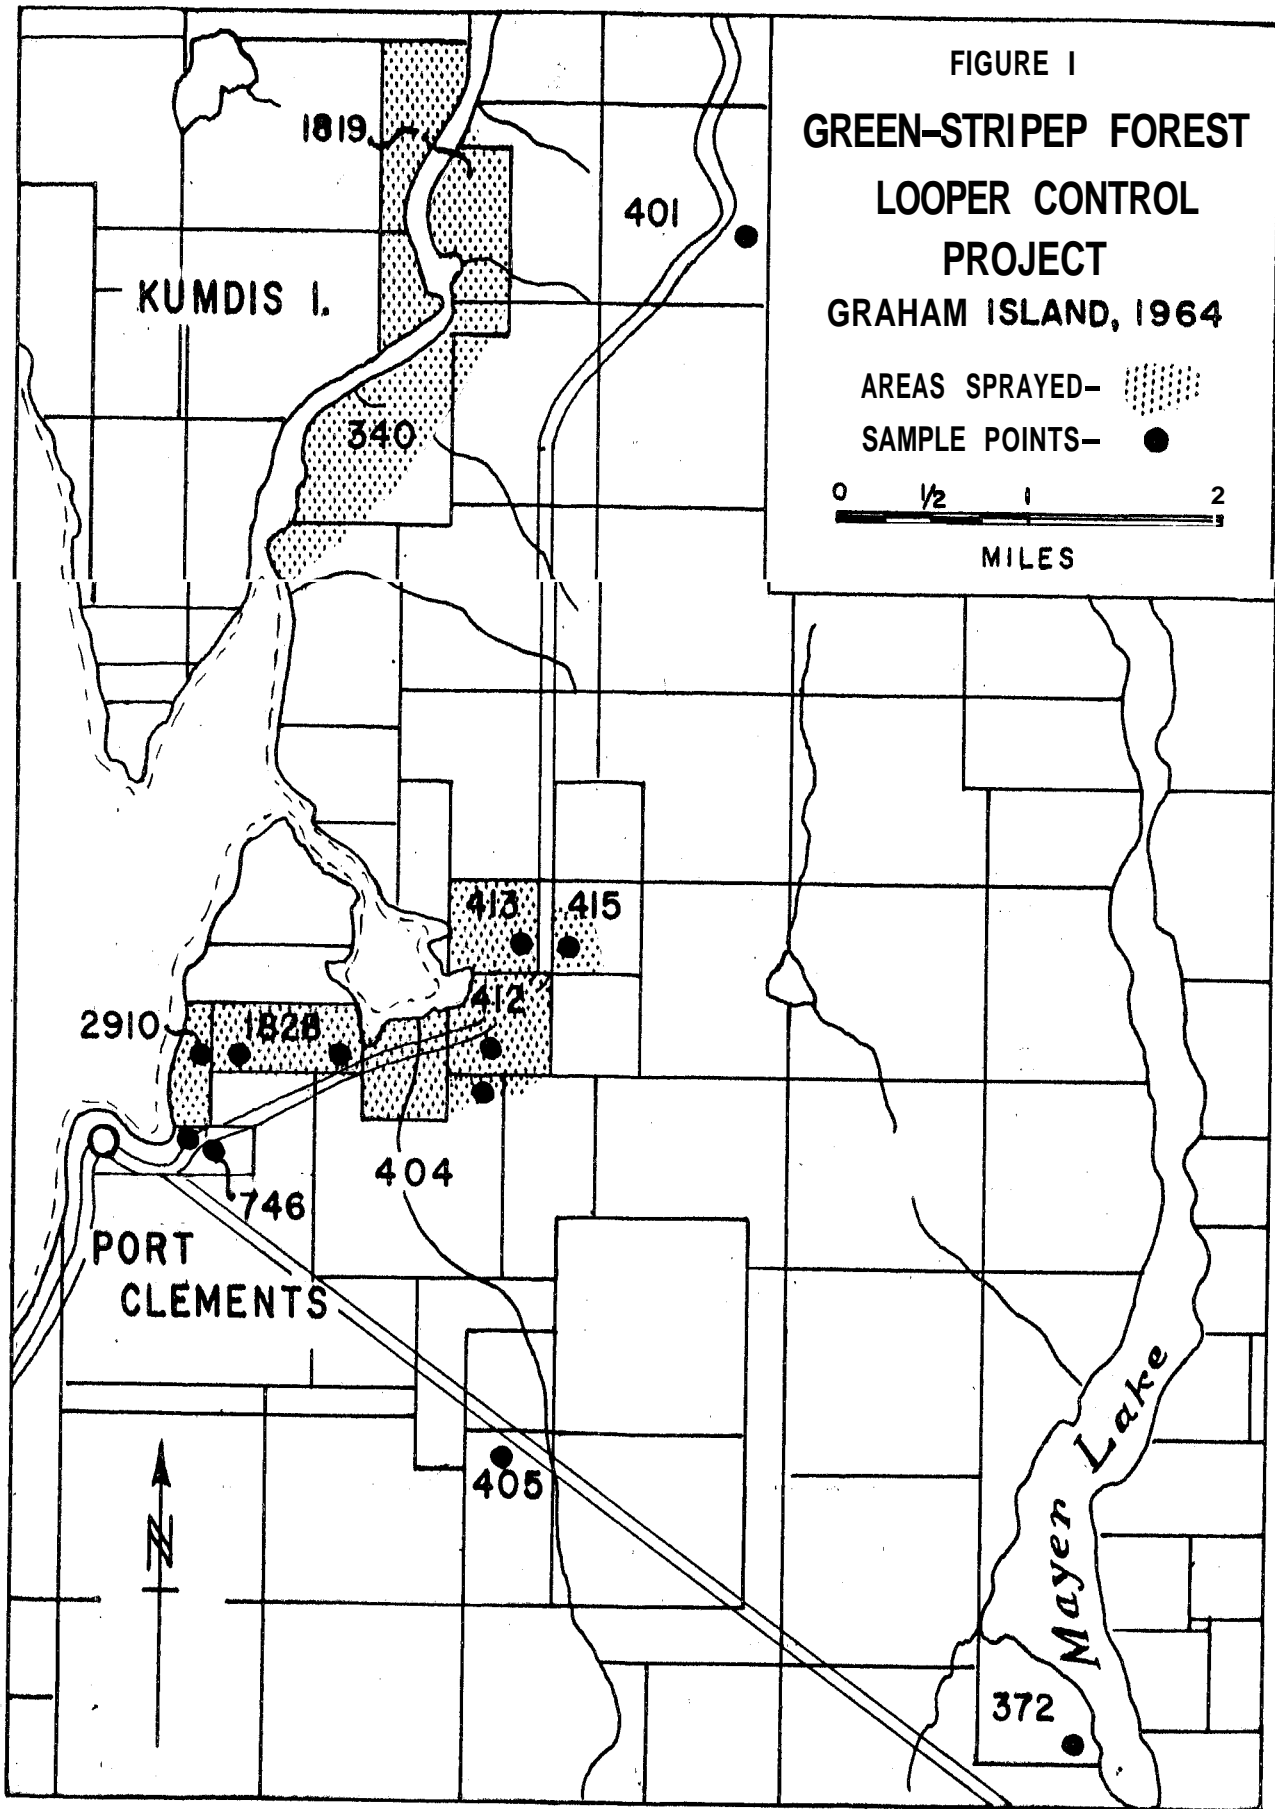 FIGURE I
GREEN-STRIPEP FOREST
LOOPER CONTROL
PROJECT
GRAHAM ISLAND, 1964
AREAS SPRAYED-
SAMPLE POINTS-
0 1/2 1 2
MILES
1819
401
KUMDIS I.
340
413 415
412
2910 1828
404
746
PORT
CLEMENTS
405
N
Mayer Lake
372